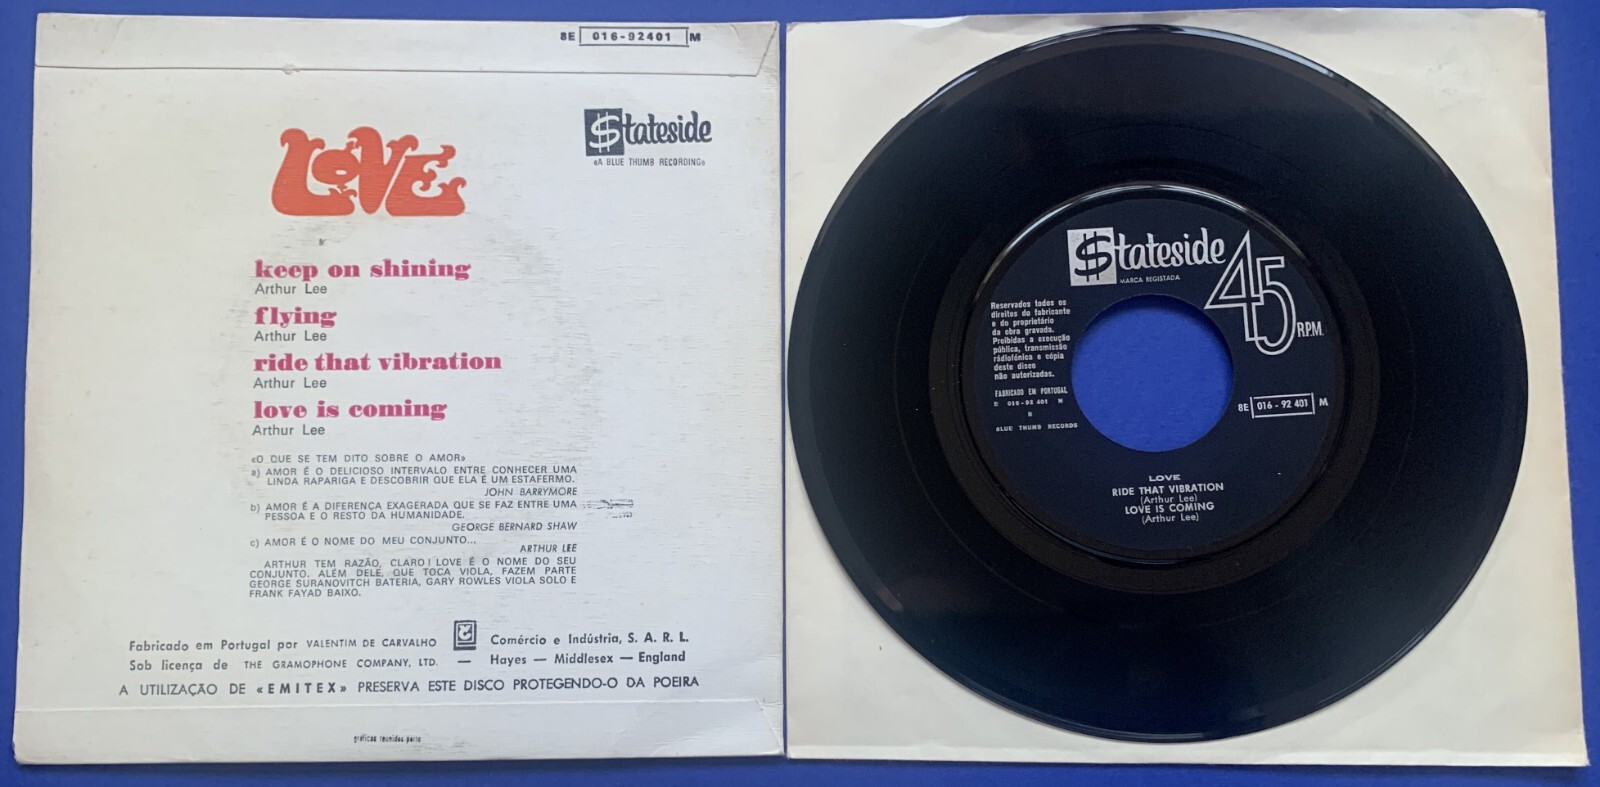 8E 016-92401 M
$tateside
«A BLUE THUMB RECORDING»
LOVE
keep on shining
Arthur Lee
flying
Arthur Lee
ride that vibration
Arthur Lee
love is coming
Arthur Lee
«O QUE SE TEM DITO SOBRE O AMOR»
a) AMOR É O DELICIOSO INTERVALO ENTRE CONHECER UMA
LINDA RAPARIGA E DESCOBRIR QUE ELA É UM ESTAFERMO.
JOHN BARRYMORE
b) AMOR É A DIFERENÇA EXAGERADA QUE SE FAZ ENTRE UMA
PESSOA E O RESTO DA HUMANIDADE.
GEORGE BERNARD SHAW
c) AMOR É O NOME DO MEU CONJUNTO...
ARTHUR LEE
ARTHUR TEM RAZÃO, CLARO! LOVE É O NOME DO SEU
CONJUNTO. ALÉM DELE, QUE TOCA VIOLA, FAZEM PARTE
GEORGE SURANOVITCH BATERIA, GARY ROWLES VIOLA SOLO E
FRANK FAYAD BAIXO.
Fabricado em Portugal por VALENTIM DE CARVALHO Comércio e Indústria, S. A. R. L.
Sob licença de THE GRAMOPHONE COMPANY, LTD. — Hayes — Middlesex — England
A UTILIZAÇÃO DE «EMITEX» PRESERVA ESTE DISCO PROTEGENDO-O DA POEIRA
gráficas reunidas porto
$tateside
MARCA REGISTADA
45 R.P.M.
Reservados todos os
direitos do fabricante
e do proprietário
da obra gravada.
Proibidas a execução
pública, transmissão
rádiofónica e cópia
deste disco
não autorizadas.
FABRICADO EM PORTUGAL
E 016-92 401 M
B
BLUE THUMB RECORDS
8E 016-92 401 M
LOVE
RIDE THAT VIBRATION
(Arthur Lee)
LOVE IS COMING
(Arthur Lee)